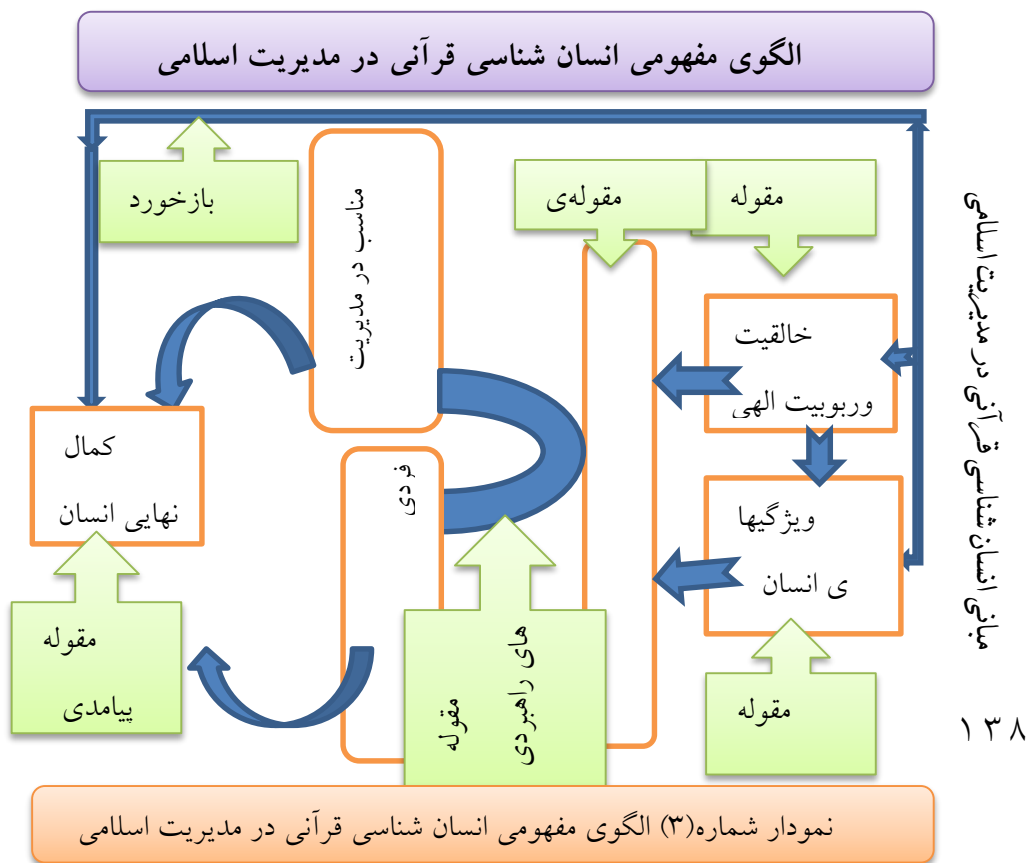 الگوی مفهومی انسان شناسی قرآنی در مدیریت اسلامی
مقوله
مقوله‌ی
بازخورد
مناسب در مدیریت
خالقیت
وربوبیت الهی
کمال
نهایی انسان
فردی
ویژگیها
ی انسان
مقوله
پیامدی
مقوله
های راهبردی
مقوله
نمودار شماره(۳) الگوی مفهومی انسان شناسی قرآنی در مدیریت اسلامی
مبانی انسان شناسی قرآنی در مدیریت اسلامی
۱۳۸